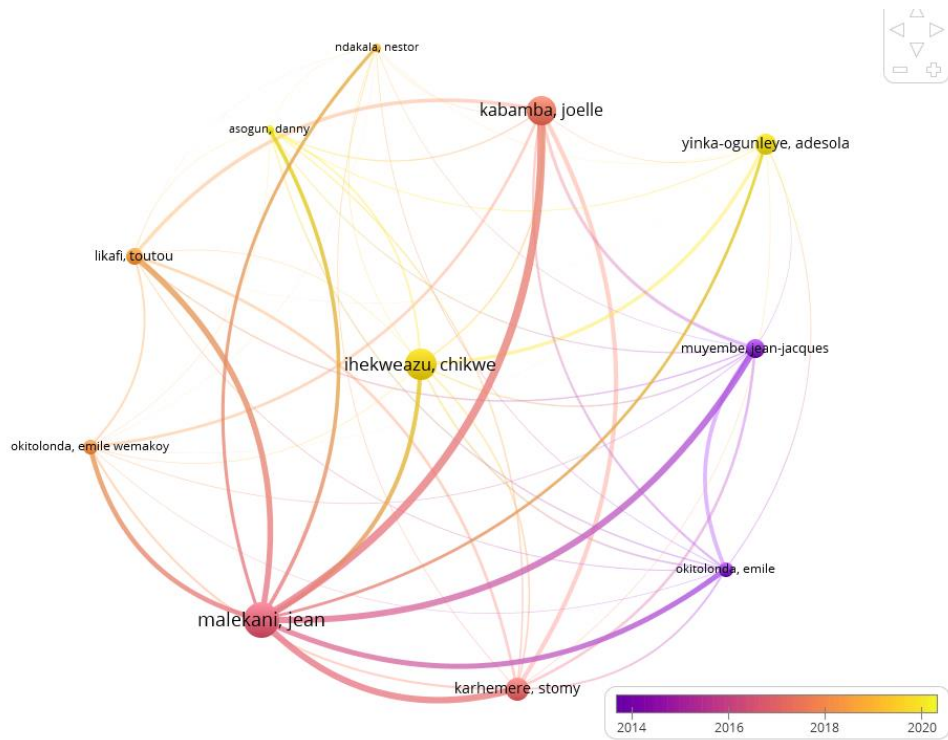 ndakala, nestor
kabamba, joelle
asogun, danny
yinka-ogunleye, adesola
likafi, toutou
muyembe, jean-jacques
ihekweazu, chikwe
okitolonda, emile wemakoy
okitolonda, emile
malekani, jean
karhemere, stomy
2014 2016 2018 2020